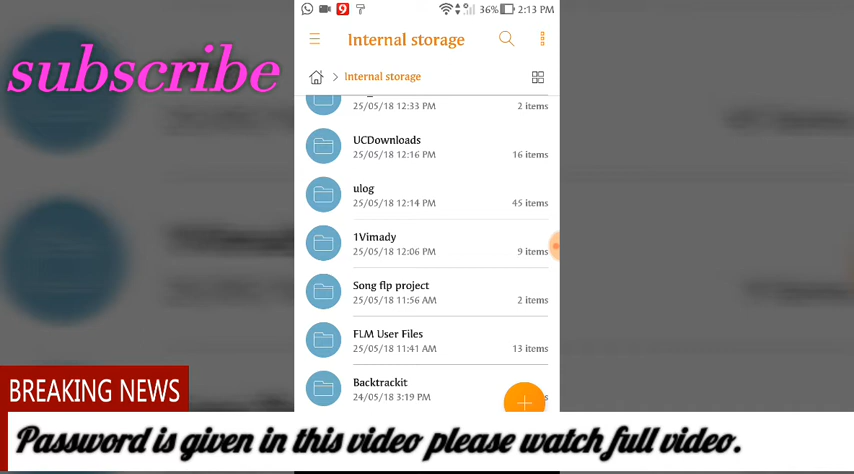 9 36% 2:13 PM
subscribe
Internal storage
Internal storage
25/05/18 12:33 PM 2 items
UCDownloads
25/05/18 12:16 PM 16 items
ulog
25/05/18 12:14 PM 45 items
1Vimady
25/05/18 12:06 PM 9 items
Song flp project
25/05/18 11:56 AM 2 items
FLM User Files
25/05/18 11:41 AM 13 items
Backtrackit
24/05/18 3:19 PM
BREAKING NEWS
Password is given in this video please watch full video.